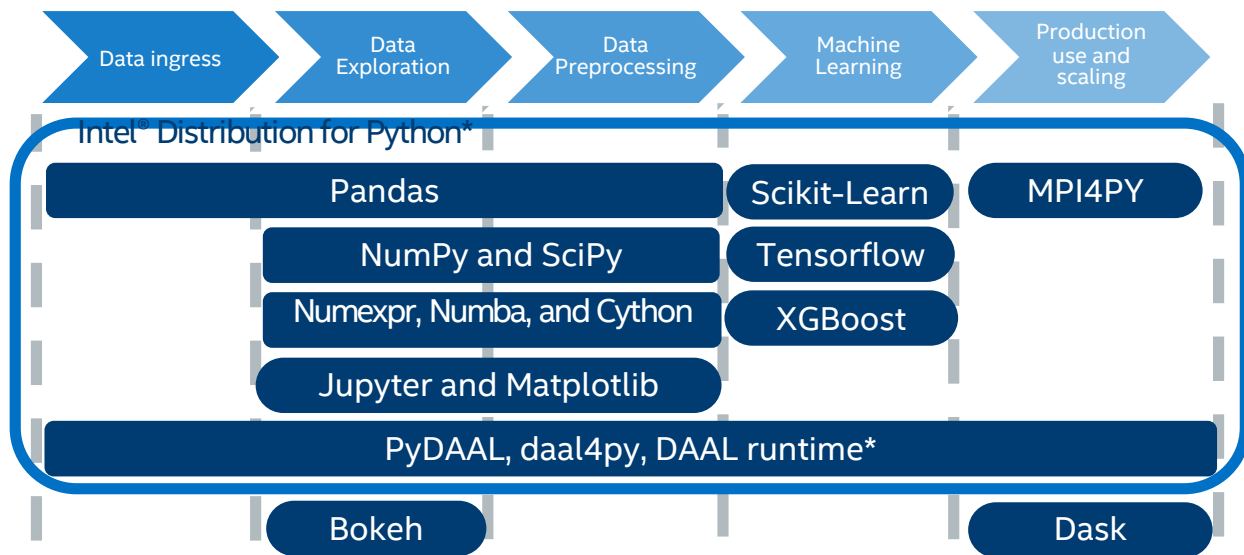 Data ingress
Data
Exploration
Data
Preprocessing
Machine
Learning
Production
use and
scaling
Intel® Distribution for Python*
Pandas
Scikit-Learn
MPI4PY
NumPy and SciPy
Tensorflow
Numexpr, Numba, and Cython
XGBoost
Jupyter and Matplotlib
PyDAAL, daal4py, DAAL runtime*
Bokeh
Dask